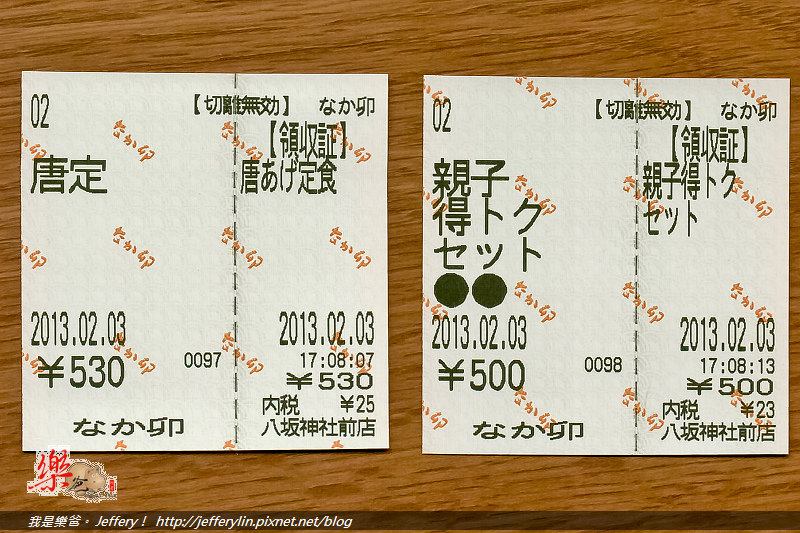 02
【切離無効】 なか卯
【領収証】
唐定
唐あげ定食
2013.02.03
2013.02.03
¥530
0097
17:08:07
¥530
内税 ¥25
なか卯
八坂神社前店
02
【切離無効】 なか卯
【領収証】
親子
得トク
セット
●●
親子得トク
セット
2013.02.03
2013.02.03
¥500
0098
17:08:13
¥500
内税 ¥23
なか卯
八坂神社前店
樂爸
我是樂爸。Jeffery! http://jefferylin.pixnet.net/blog